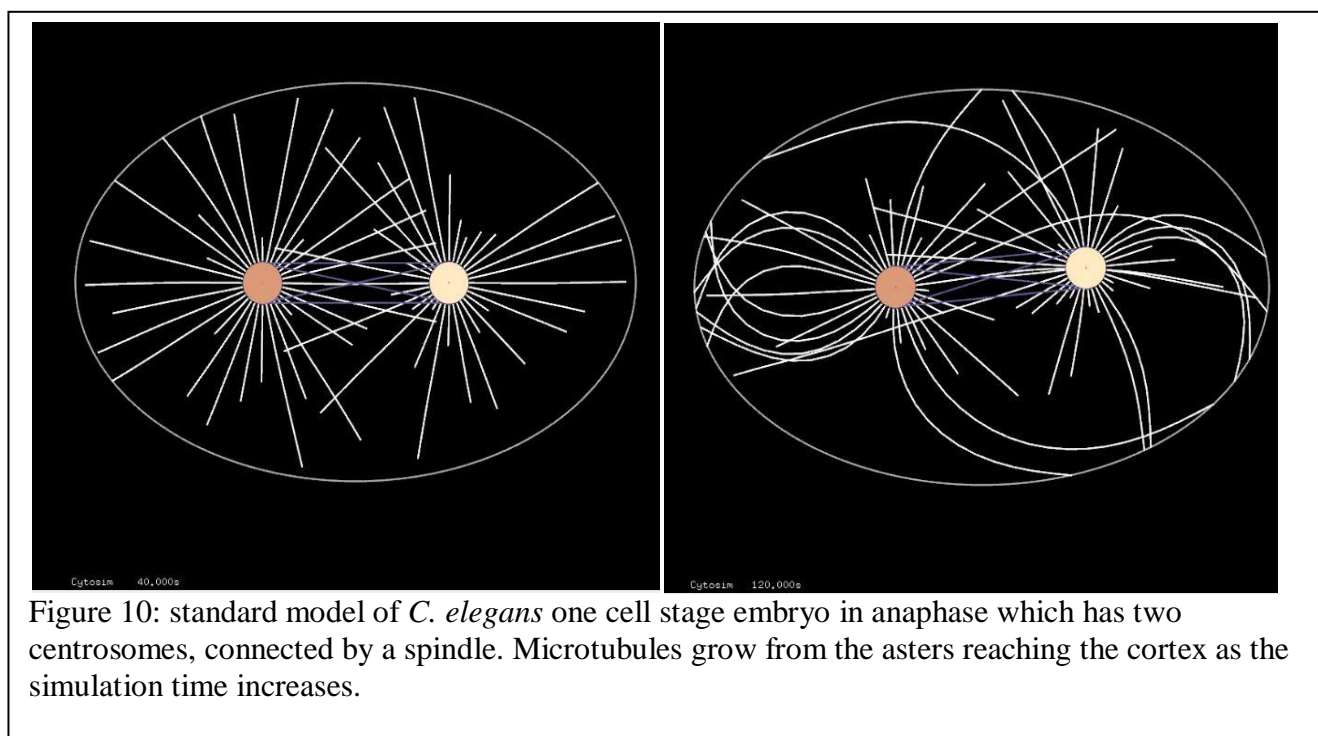 Cytosim 40.000s
Cytosim 120.000s
Figure 10: standard model of C. elegans one cell stage embryo in anaphase which has two
centrosomes, connected by a spindle. Microtubules grow from the asters reaching the cortex as the
simulation time increases.